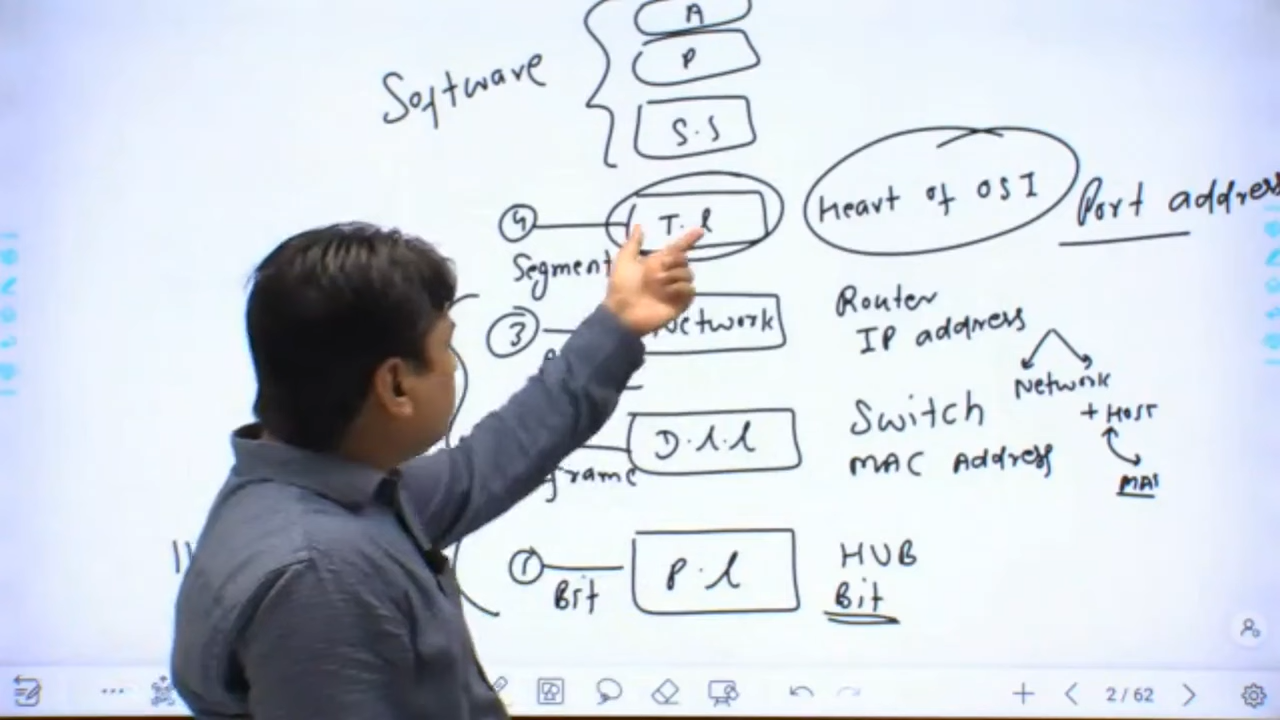 A
P
Software
S.S
4
T.l
Heart of OSI
Port address
Segment
3
Network
Router
IP address
Network
+ Host
MA
D.l.l
Switch
MAC Address
frame
1
Bit
P.l
HUB
Bit
2/62